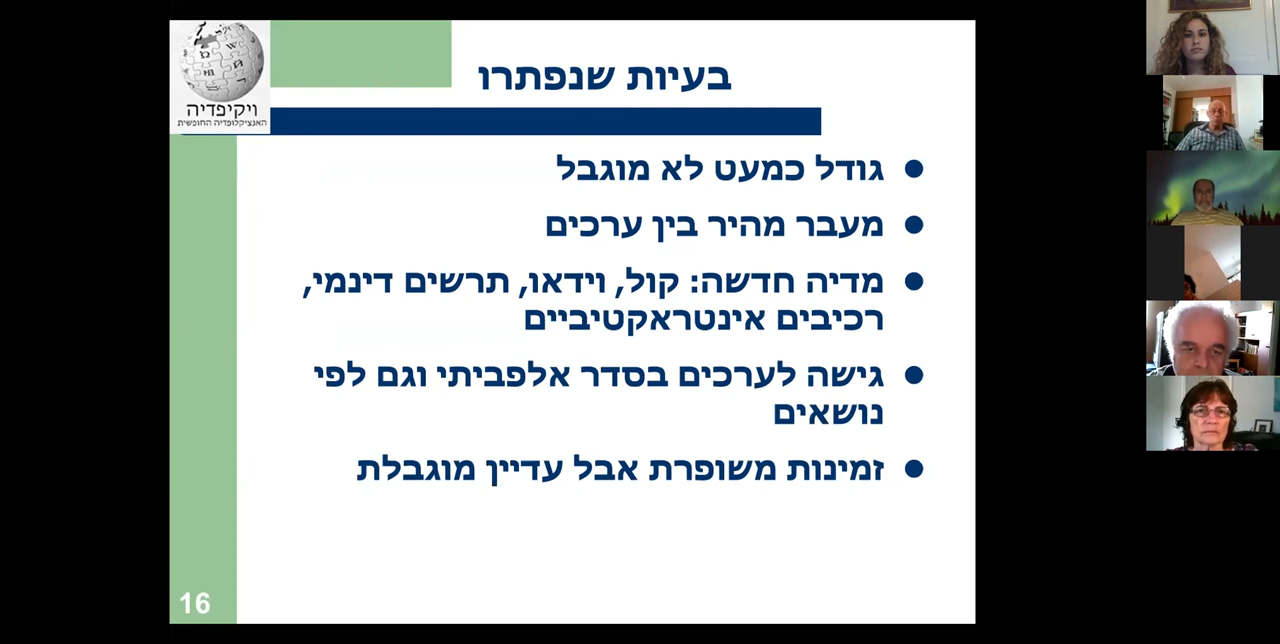 ויקיפדיה
האנציקלופדיה החופשית
בעיות שנפתרו
גודל כמעט לא מוגבל
מעבר מהיר בין ערכים
מדיה חדשה: קול, וידאו, תרשים דינמי,
רכיבים אינטראקטיביים
גישה לערכים בסדר אלפביתי וגם לפי
נושאים
זמינות משופרת אבל עדיין מוגבלת
16